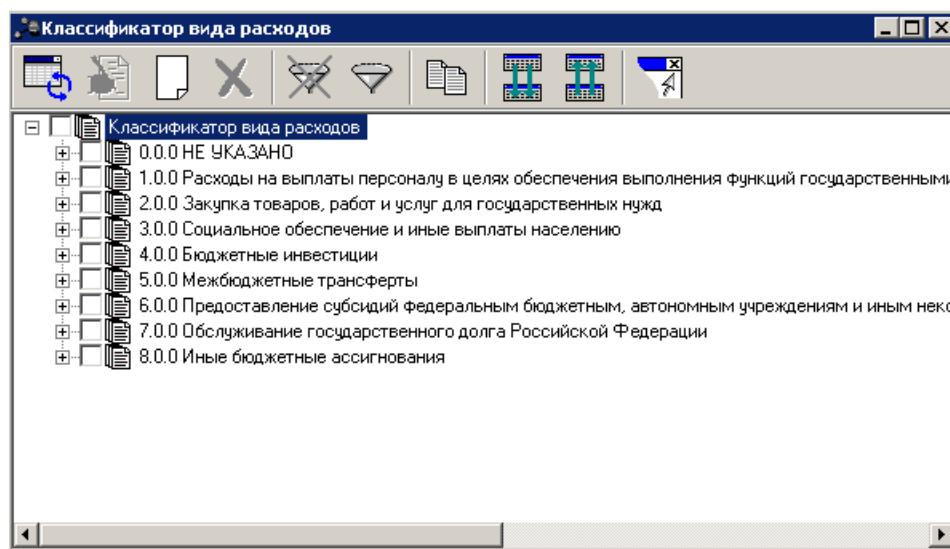 Классификатор вида расходов
Классификатор вида расходов
0.0.0 НЕ УКАЗАНО
1.0.0 Расходы на выплаты персоналу в целях обеспечения выполнения функций государственными
2.0.0 Закупка товаров, работ и услуг для государственных нужд
3.0.0 Социальное обеспечение и иные выплаты населению
4.0.0 Бюджетные инвестиции
5.0.0 Межбюджетные трансферты
6.0.0 Предоставление субсидий федеральным бюджетным, автономным учреждениям и иным неко
7.0.0 Обслуживание государственного долга Российской Федерации
8.0.0 Иные бюджетные ассигнования